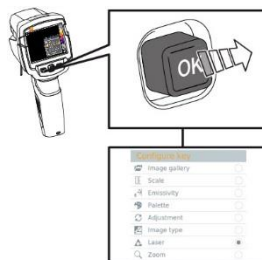 OK
Configure key
Image gallery
Scale
Emissivity
Palette
Adjustment
Image type
Laser
Zoom